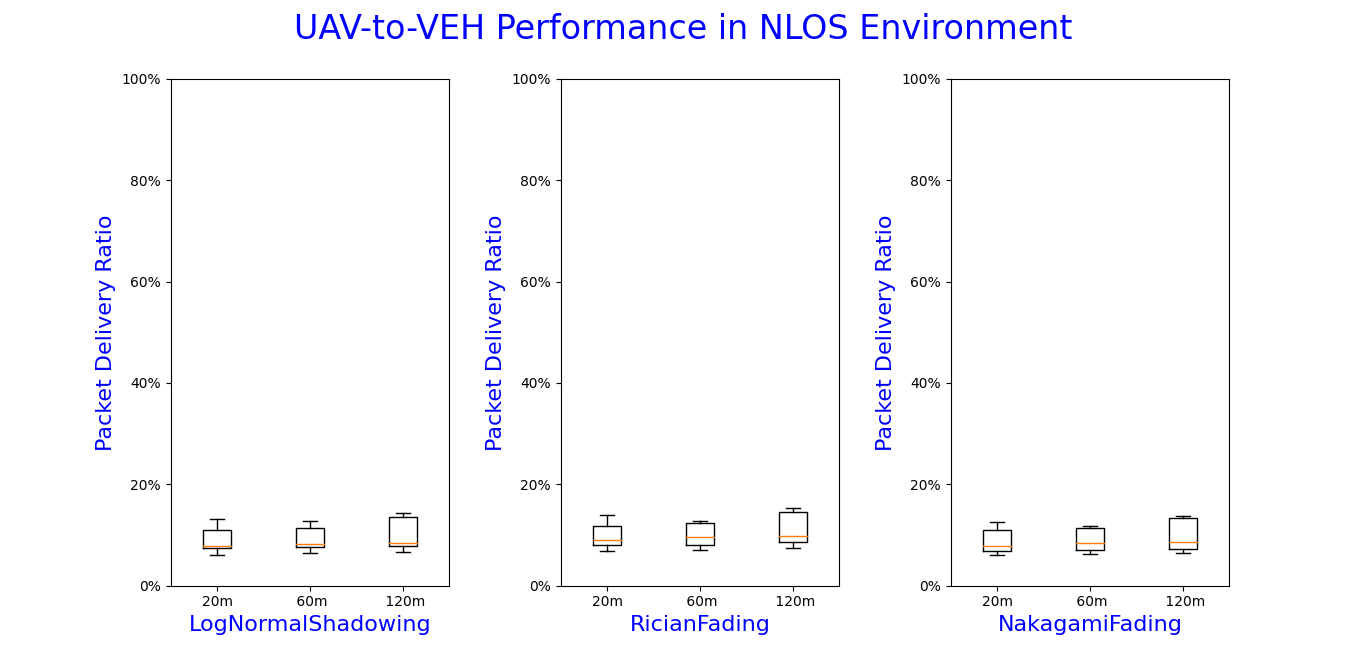 UAV-to-VEH Performance in NLOS Environment
Packet Delivery Ratio
100%
80%
60%
40%
20%
0%
20m 60m 120m
LogNormalShadowing
Packet Delivery Ratio
100%
80%
60%
40%
20%
0%
20m 60m 120m
RicianFading
Packet Delivery Ratio
100%
80%
60%
40%
20%
0%
20m 60m 120m
NakagamiFading